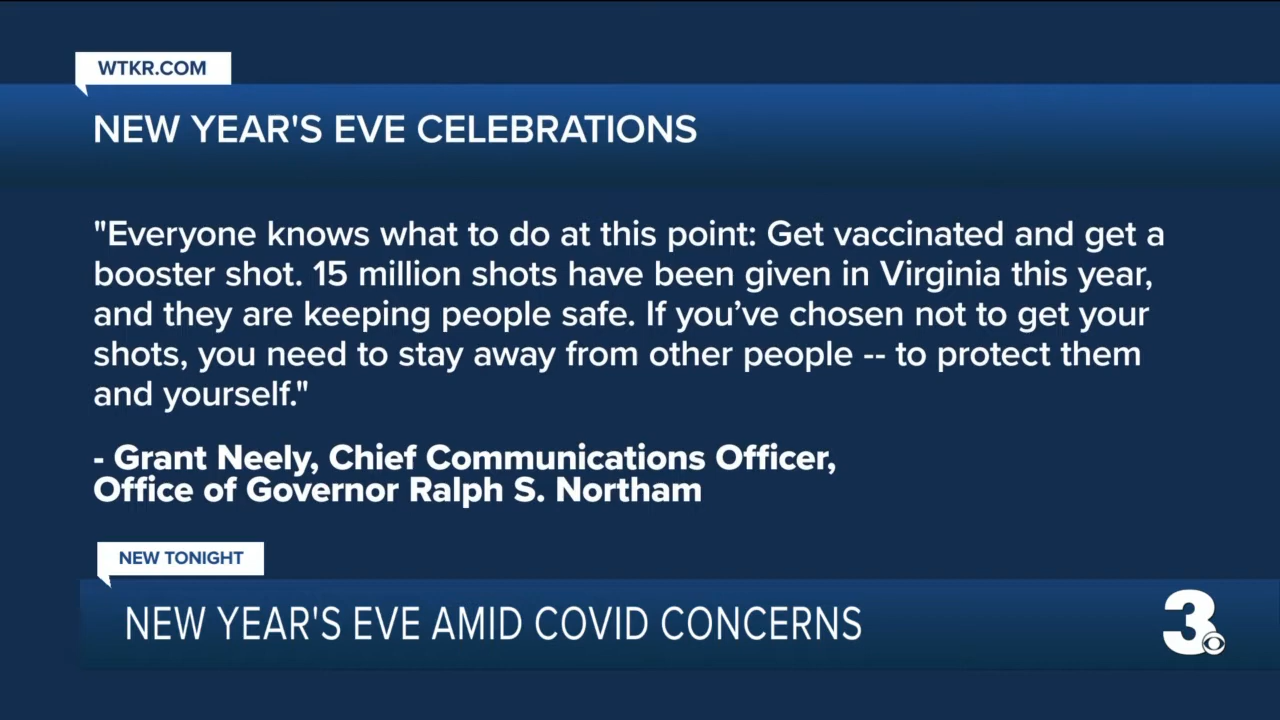 WTKR.COM
NEW YEAR'S EVE CELEBRATIONS
"Everyone knows what to do at this point: Get vaccinated and get a
booster shot. 15 million shots have been given in Virginia this year,
and they are keeping people safe. If you’ve chosen not to get your
shots, you need to stay away from other people -- to protect them
and yourself."
- Grant Neely, Chief Communications Officer,
Office of Governor Ralph S. Northam
NEW TONIGHT
NEW YEAR'S EVE AMID COVID CONCERNS
3